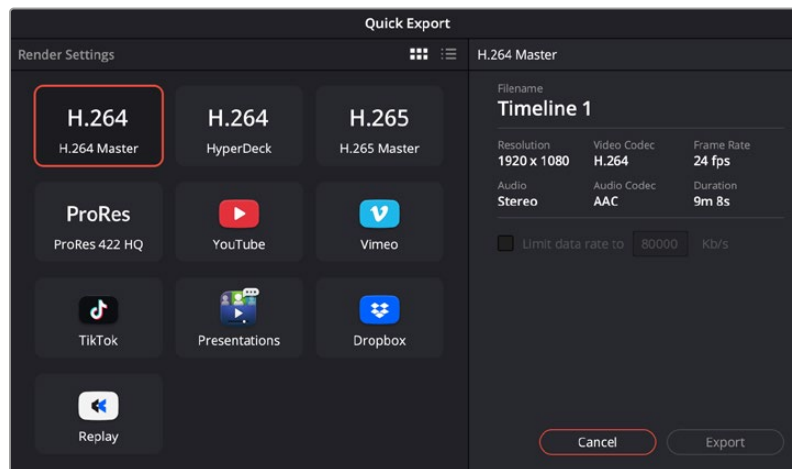 Quick Export
Render Settings
H.264
H.264 Master
H.264
HyperDeck
H.265
H.265 Master
ProRes
ProRes 422 HQ
YouTube
Vimeo
TikTok
Presentations
Dropbox
Replay
H.264 Master
Filename
Timeline 1
Resolution Video Codec Frame Rate
1920 x 1080 H.264 24 fps
Audio Audio Codec Duration
Stereo AAC 9m 8s
Limit data rate to 80000 Kb/s
Cancel Export